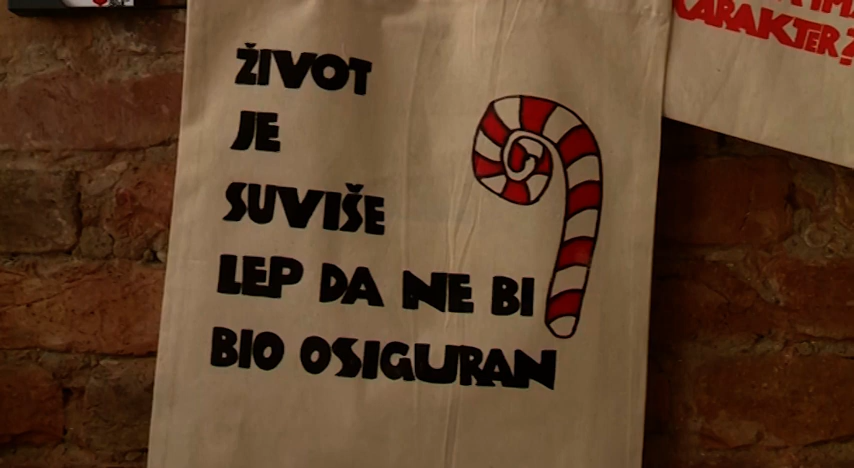 ŽIVOT
JE
SUVIŠE
LEP DA NE BI
BIO OSIGURAN
KARAKTER?